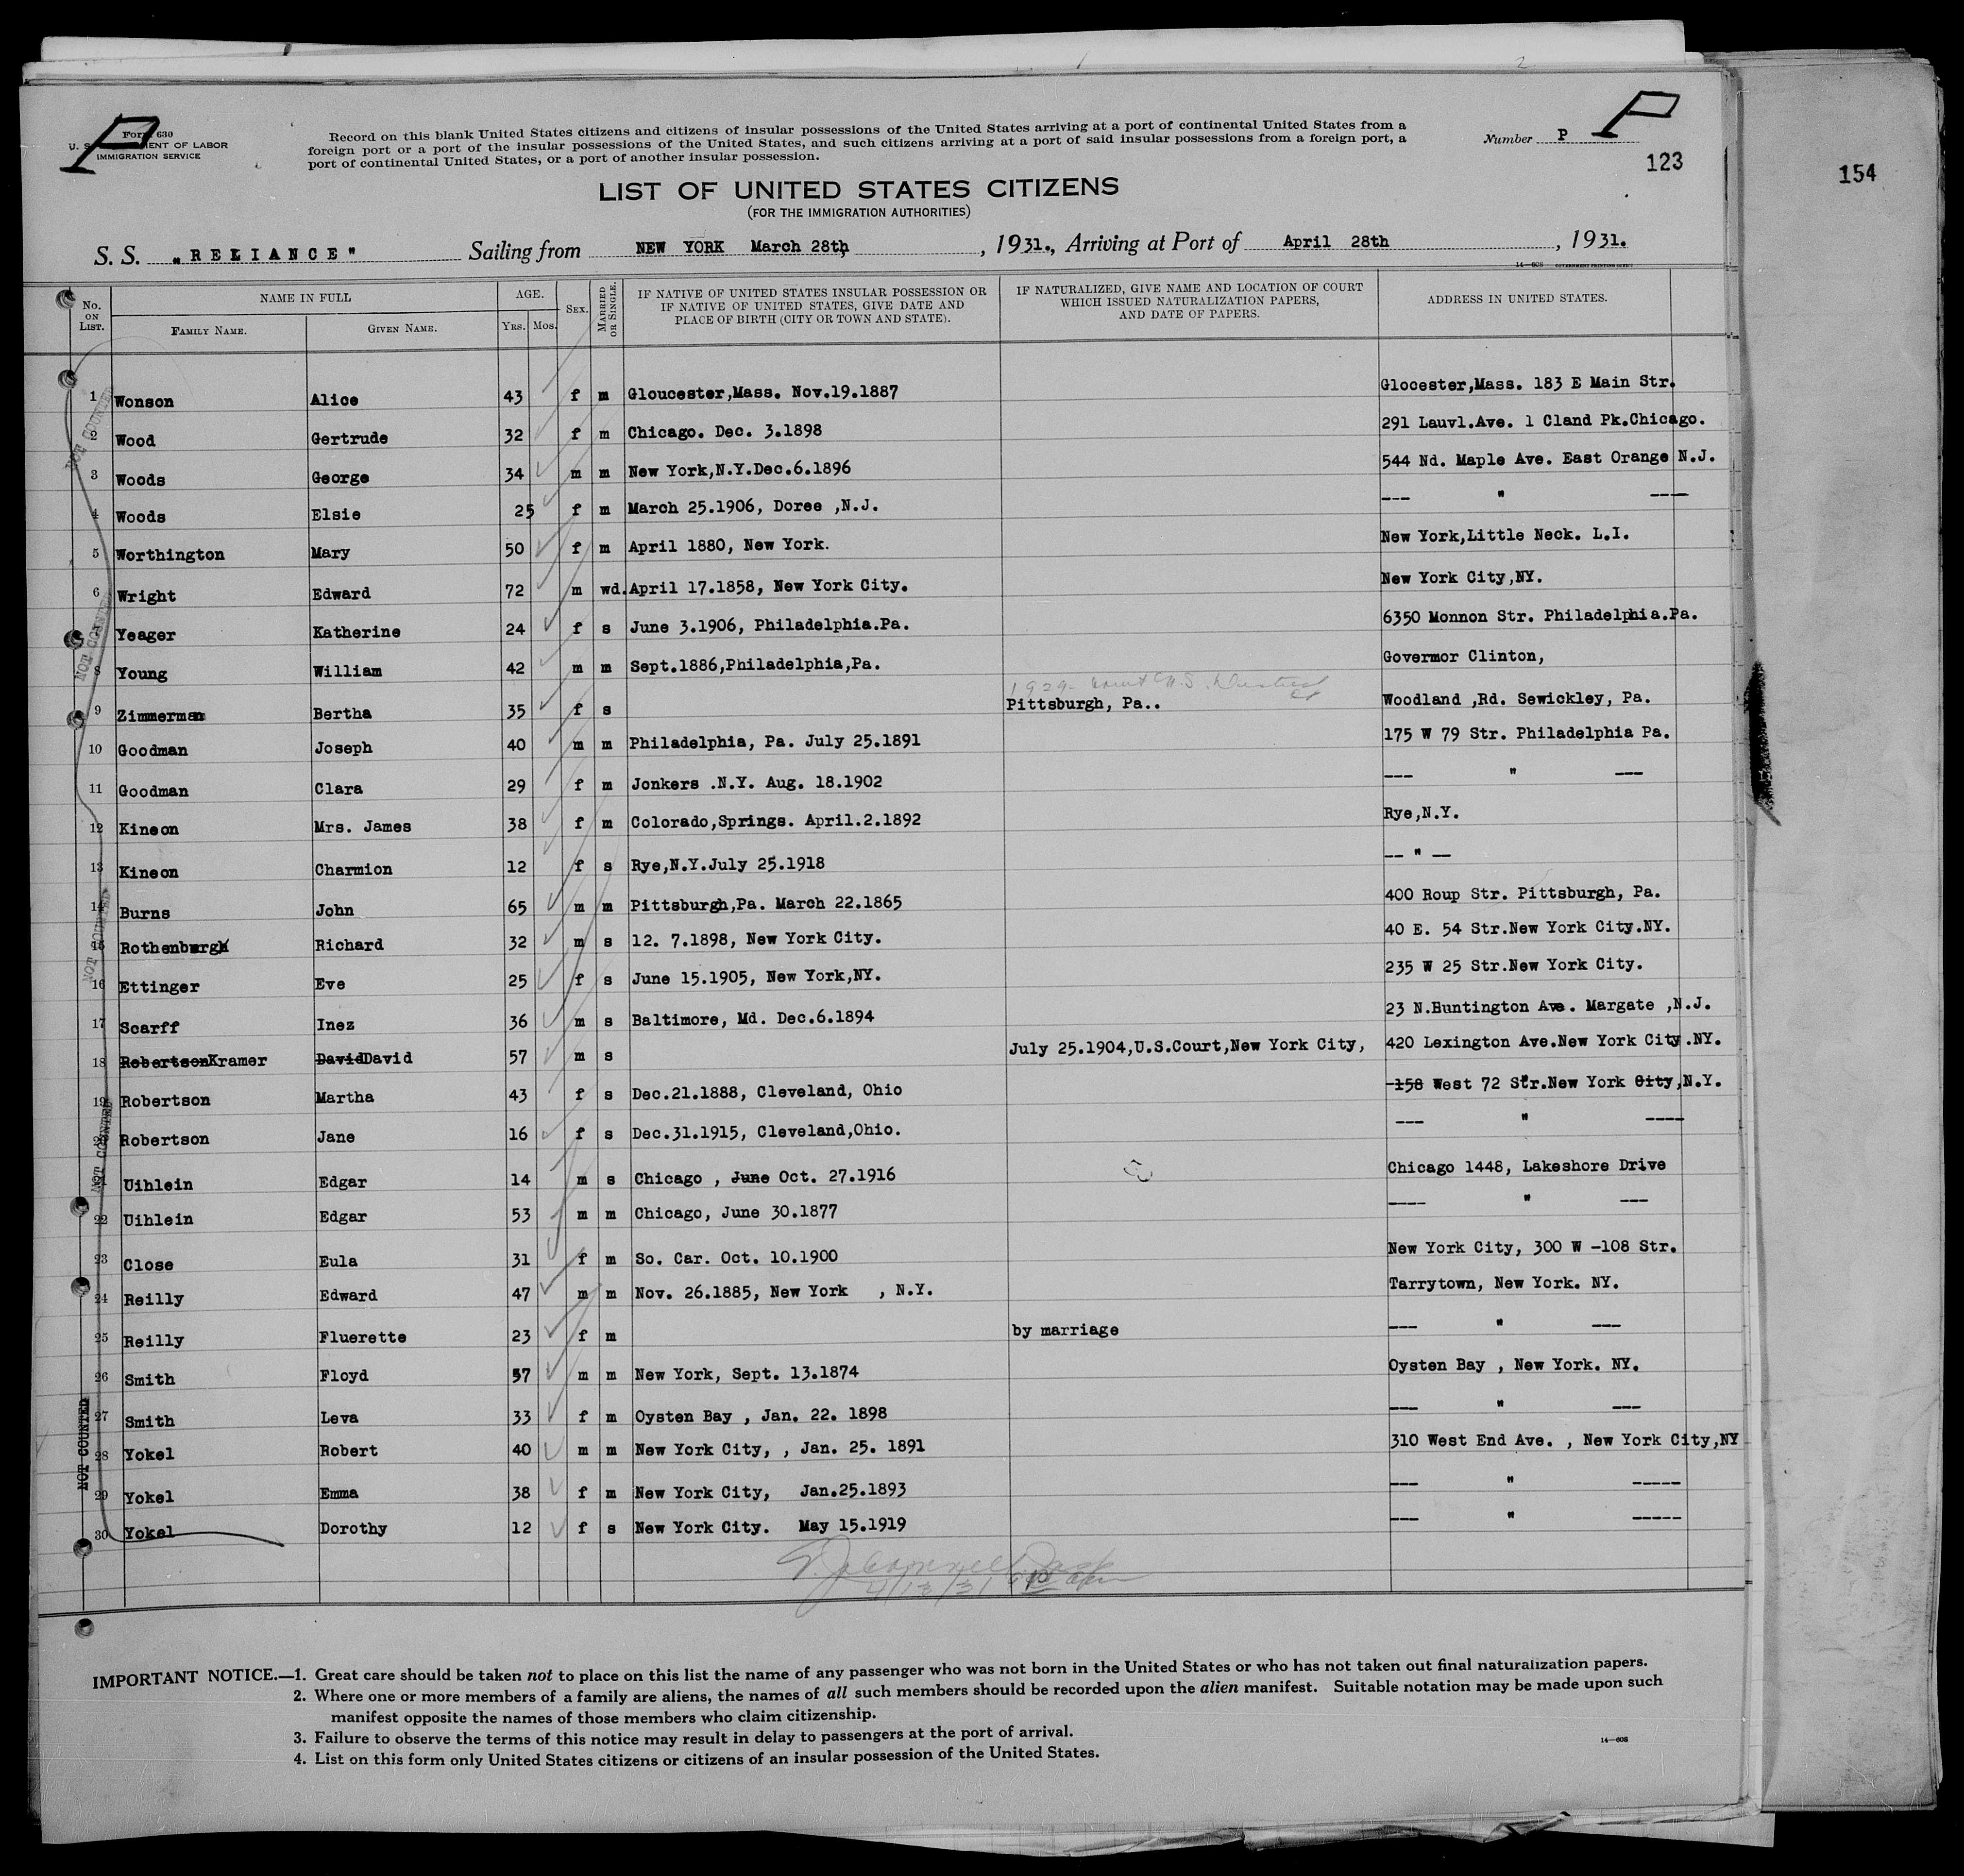 Form 630
U. S. DEPARTMENT OF LABOR
IMMIGRATION SERVICE
P
Record on this blank United States citizens and citizens of insular possessions of the United States arriving at a port of continental United States from a
foreign port or a port of the insular possessions of the United States, and such citizens arriving at a port of said insular possessions from a foreign port, a
port of continental United States, or a port of another insular possession.
Number P
P
123
154
LIST OF UNITED STATES CITIZENS
(FOR THE IMMIGRATION AUTHORITIES)
S. S. "RELIANCE" Sailing from NEW YORK March 28th, , 1931., Arriving at Port of April 28th , 1931.
No. ON LIST. NAME IN FULL FAMILY NAME. GIVEN NAME. AGE. YRS. MOS. SEX. MARRIED OR SINGLE. IF NATIVE OF UNITED STATES INSULAR POSSESSION OR IF NATIVE OF UNITED STATES, GIVE DATE AND PLACE OF BIRTH (CITY OR TOWN AND STATE). IF NATURALIZED, GIVE NAME AND LOCATION OF COURT WHICH ISSUED NATURALIZATION PAPERS, AND DATE OF PAPERS. ADDRESS IN UNITED STATES.
1 Wonson Alice 43 f m Gloucester,Mass. Nov.19.1887 Glocester,Mass. 183 E Main Str.
2 Wood Gertrude 32 f m Chicago. Dec. 3.1898 291 Lauvl.Ave. l Cland Pk.Chicago.
3 Woods George 34 m m New York,N.Y.Dec.6.1896 544 Nd. Maple Ave. East Orange N.J.
4 Woods Elsie 25 f m March 25.1906, Doree ,N.J. --- " ----
5 Worthington Mary 50 f m April 1880, New York. New York,Little Neck. L.I.
6 Wright Edward 72 m wd. April 17.1858, New York City. New York City,NY.
7 Yeager Katherine 24 f s June 3.1906, Philadelphia.Pa. 6350 Monnon Str. Philadelphia.Pa.
8 Young William 42 m m Sept.1886,Philadelphia,Pa. Govermor Clinton,
9 Zimmerman Bertha 35 f s 1929 U.S. Pittsburgh, Pa.. Woodland ,Rd. Sewickley, Pa.
10 Goodman Joseph 40 m m Philadelphia, Pa. July 25.1891 175 W 79 Str. Philadelphia Pa.
11 Goodman Clara 29 f m Jonkers .N.Y. Aug. 18.1902 --- " ---
12 Kineon Mrs. James 38 f m Colorado,Springs. April.2.1892 Rye,N.Y.
13 Kineon Charmion 12 f s Rye,N.Y.July 25.1918 -- " --
14 Burns John 65 m m Pittsburgh,Pa. March 22.1865 400 Roup Str. Pittsburgh, Pa.
15 Rothenburgh Richard 32 m s 12. 7.1898, New York City. 40 E. 54 Str.New York City.NY.
16 Ettinger Eve 25 f s June 15.1905, New York,NY. 235 W 25 Str.New York City.
17 Scarff Inez 36 m s Baltimore, Md. Dec.6.1894 23 N.Huntington Ave. Margate ,N.J.
18 RobertsonKramer DavidDavid 57 m s July 25.1904,U.S.Court,New York City, 420 Lexington Ave.New York City.NY.
19 Robertson Martha 43 f s Dec.21.1888, Cleveland, Ohio -158 West 72 Str.New York City,N.Y.
20 Robertson Jane 16 f s Dec.31.1915, Cleveland,Ohio. --- " ----
21 Uihlein Edgar 14 m s Chicago , June Oct. 27.1916 Chicago 1448, Lakeshore Drive
22 Uihlein Edgar 53 m m Chicago, June 30.1877 ---- " ---
23 Close Eula 31 f m So. Car. Oct. 10.1900 New York City, 300 W -108 Str.
24 Reilly Edward 47 m m Nov. 26.1885, New York , N.Y. Tarrytown, New York. NY.
25 Reilly Fluerette 23 f m by marriage --- " ---
26 Smith Floyd 57 m m New York, Sept. 13.1874 Oysten Bay , New York. NY.
27 Smith Leva 33 f m Oysten Bay , Jan. 22. 1898 --- " ---
28 Yokel Robert 40 m m New York City, , Jan. 25. 1891 310 West End Ave. , New York City,NY
29 Yokel Emma 38 f m New York City, Jan.25.1893 --- " -----
30 Yokel Dorothy 12 f s New York City. May 15.1919 --- " -----
NOT COUNTED
NOT COUNTED
NOT COUNTED
NOT COUNTED
NOT COUNTED
IMPORTANT NOTICE.—1. Great care should be taken not to place on this list the name of any passenger who was not born in the United States or who has not taken out final naturalization papers.
2. Where one or more members of a family are aliens, the names of all such members should be recorded upon the alien manifest. Suitable notation may be made upon such
manifest opposite the names of those members who claim citizenship.
3. Failure to observe the terms of this notice may result in delay to passengers at the port of arrival.
4. List on this form only United States citizens or citizens of an insular possession of the United States.
14—608